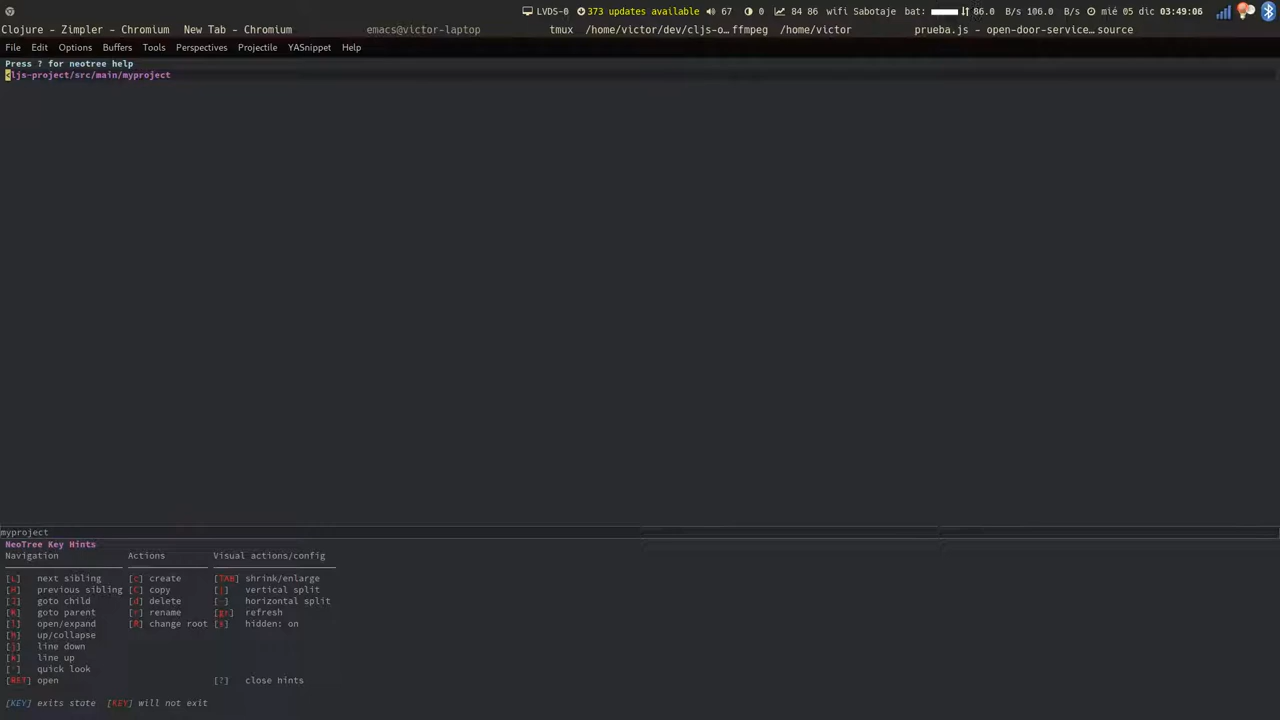 LVDS-0 373 updates available 67 0 84 86 wifi Sabotaje bat: 86.0 B/s 106.0 B/s mié 05 dic 03:49:06
Clojure - Zimpler - Chromium New Tab - Chromium emacs@victor-laptop tmux /home/victor/dev/cljs-o… ffmpeg /home/victor prueba.js - open-door-service… source
File Edit Options Buffers Tools Perspectives Projectile YASnippet Help
Press ? for neotree help
<ljs-project/src/main/myproject
myproject
NeoTree Key Hints
Navigation Actions Visual actions/config
[L] next sibling [c] create [TAB] shrink/enlarge
[H] previous sibling [C] copy [|] vertical split
[J] goto child [d] delete [-] horizontal split
[K] goto parent [r] rename [gr] refresh
[l] open/expand [R] change root [s] hidden: on
[h] up/collapse
[j] line down
[k] line up
['] quick look
[RET] open [?] close hints
[KEY] exits state [KEY] will not exit